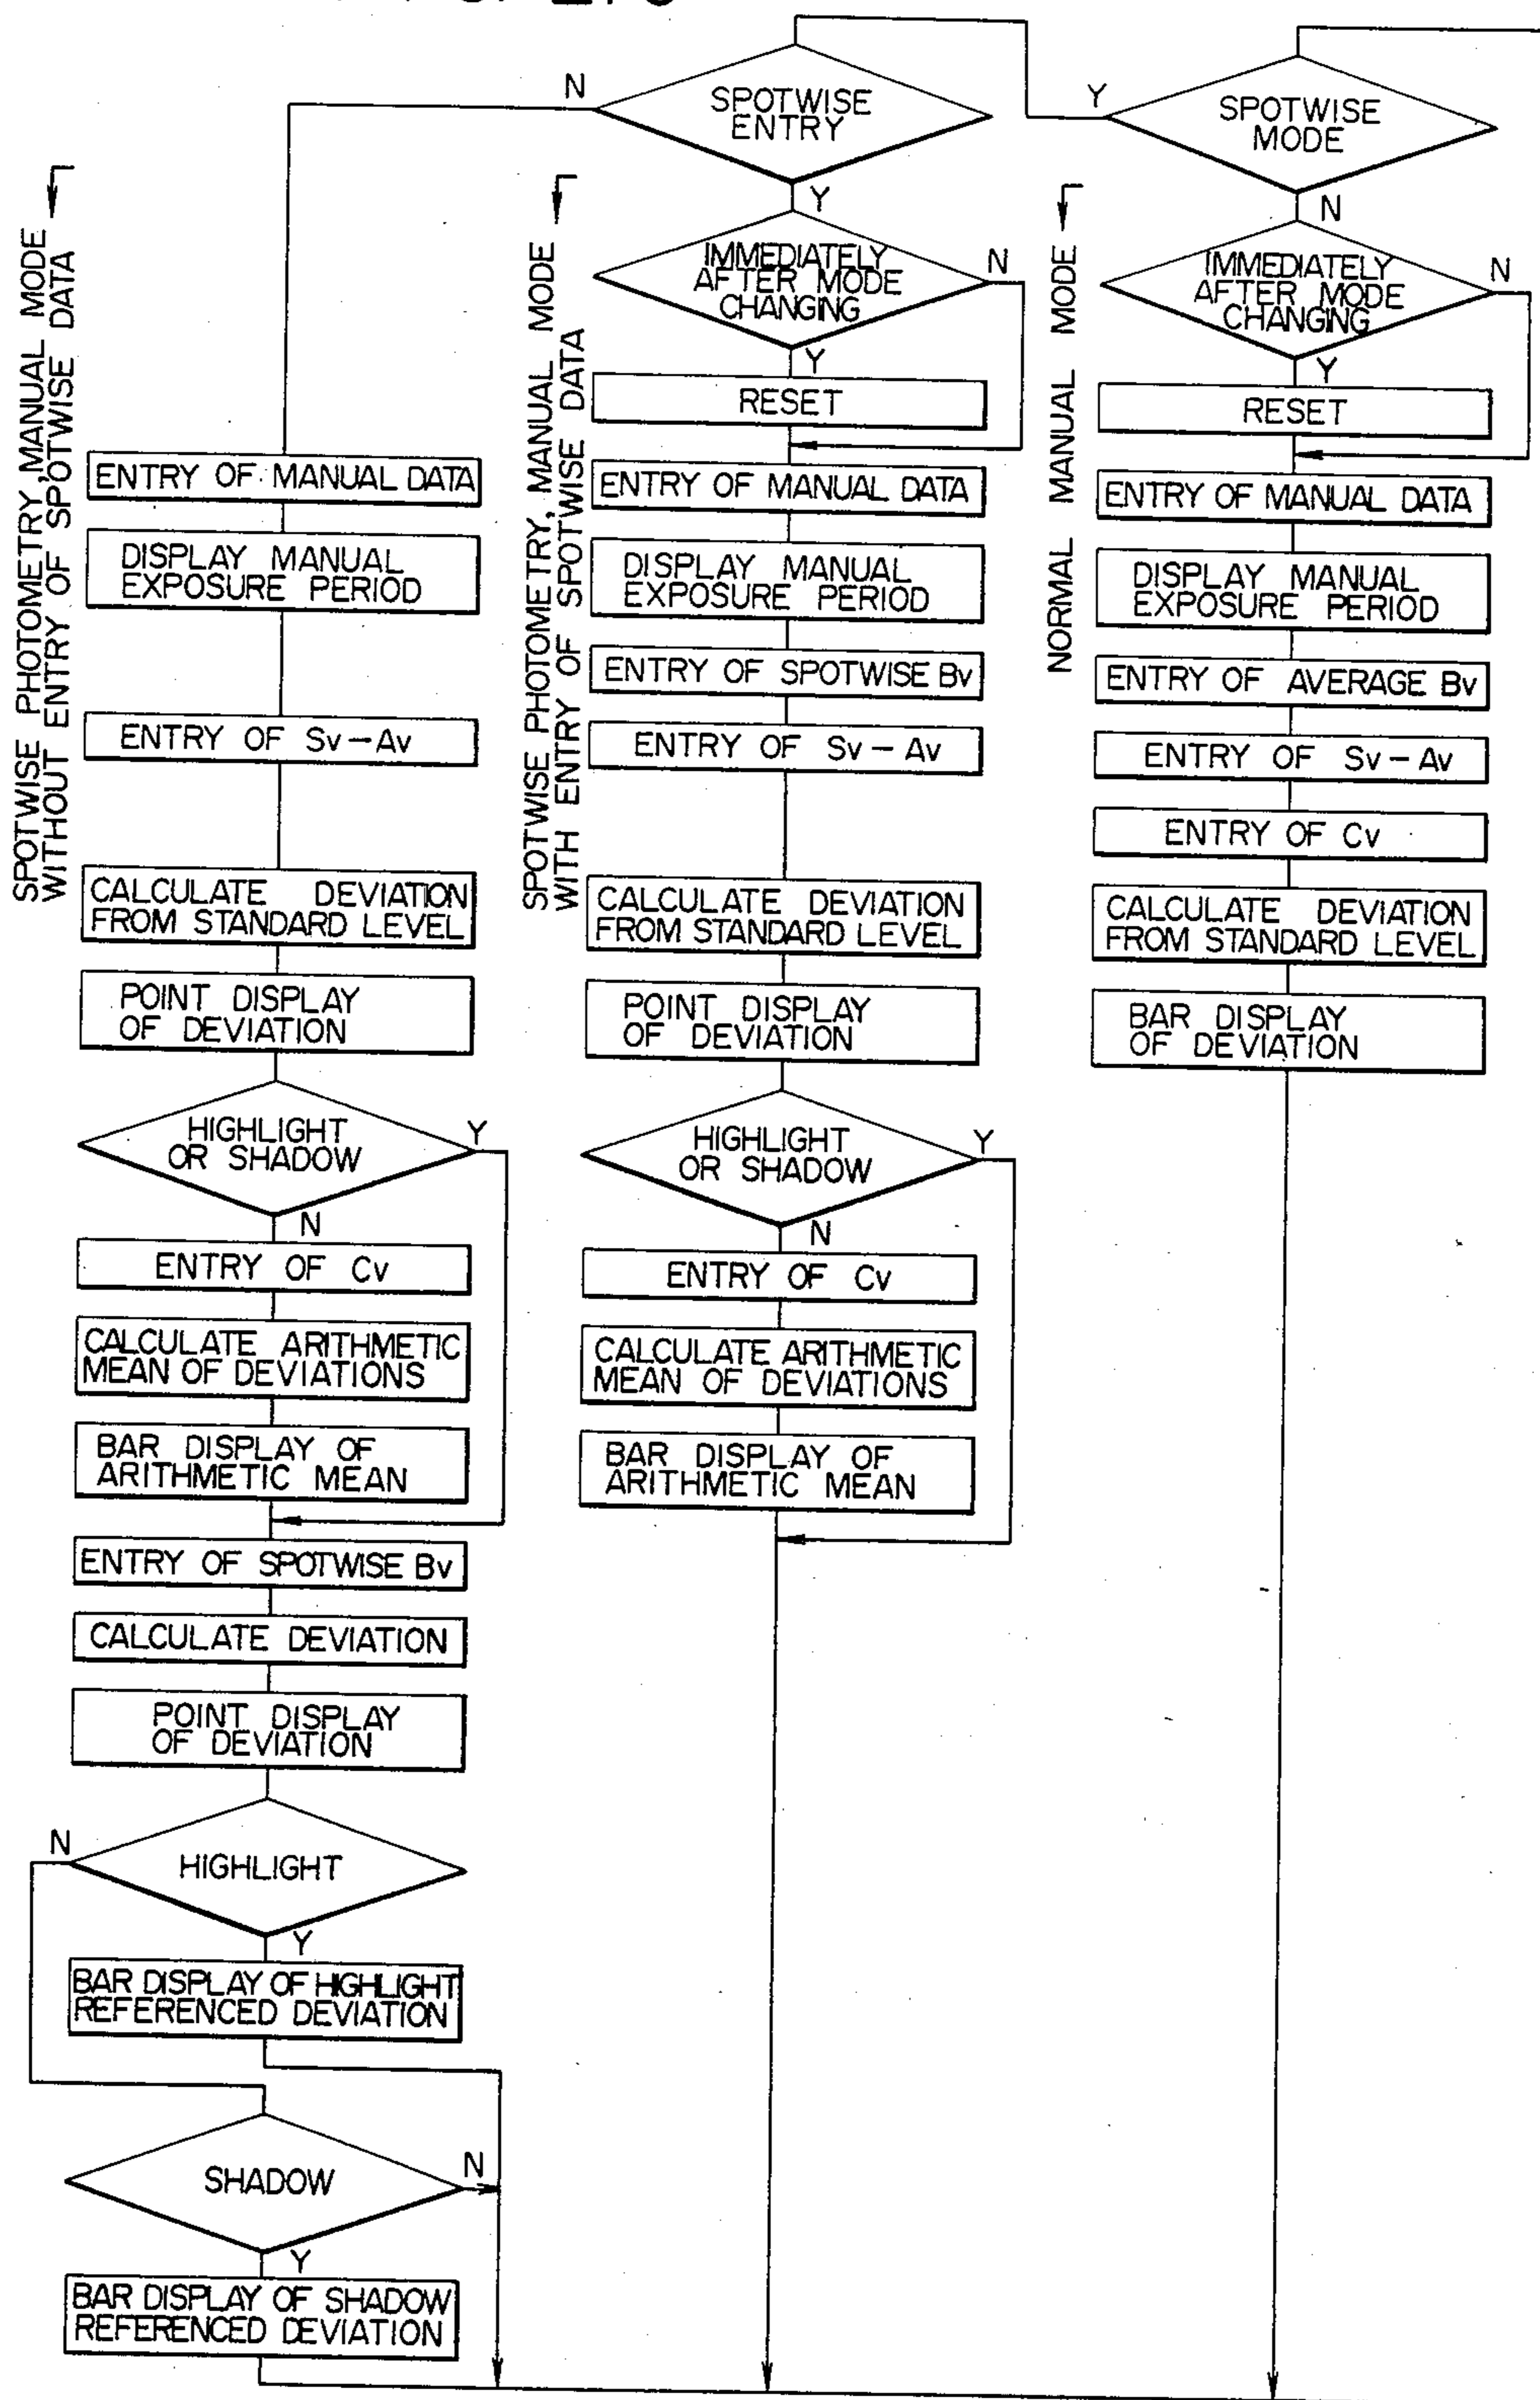 SPOTWISE
ENTRY
N
Y
SPOTWISE
MODE
Y
N
SPOTWISE PHOTOMETRY, MANUAL MODE
WITHOUT ENTRY OF SPOTWISE DATA
ENTRY OF MANUAL DATA
DISPLAY MANUAL
EXPOSURE PERIOD
ENTRY OF Sv-Av
CALCULATE DEVIATION
FROM STANDARD LEVEL
POINT DISPLAY
OF DEVIATION
HIGHLIGHT
OR SHADOW
Y
N
ENTRY OF Cv
CALCULATE ARITHMETIC
MEAN OF DEVIATIONS
BAR DISPLAY OF
ARITHMETIC MEAN
ENTRY OF SPOTWISE Bv
CALCULATE DEVIATION
POINT DISPLAY
OF DEVIATION
N
HIGHLIGHT
Y
BAR DISPLAY OF HIGHLIGHT
REFERENCED DEVIATION
SHADOW
N
Y
BAR DISPLAY OF SHADOW
REFERENCED DEVIATION
SPOTWISE PHOTOMETRY, MANUAL MODE
WITH ENTRY OF SPOTWISE DATA
IMMEDIATELY
AFTER MODE
CHANGING
N
Y
RESET
ENTRY OF MANUAL DATA
DISPLAY MANUAL
EXPOSURE PERIOD
ENTRY OF SPOTWISE Bv
ENTRY OF Sv-Av
CALCULATE DEVIATION
FROM STANDARD LEVEL
POINT DISPLAY
OF DEVIATION
HIGHLIGHT
OR SHADOW
Y
N
ENTRY OF Cv
CALCULATE ARITHMETIC
MEAN OF DEVIATIONS
BAR DISPLAY OF
ARITHMETIC MEAN
NORMAL MANUAL MODE
IMMEDIATELY
AFTER MODE
CHANGING
N
Y
RESET
ENTRY OF MANUAL DATA
DISPLAY MANUAL
EXPOSURE PERIOD
ENTRY OF AVERAGE Bv
ENTRY OF Sv-Av
ENTRY OF Cv
CALCULATE DEVIATION
FROM STANDARD LEVEL
BAR DISPLAY
OF DEVIATION